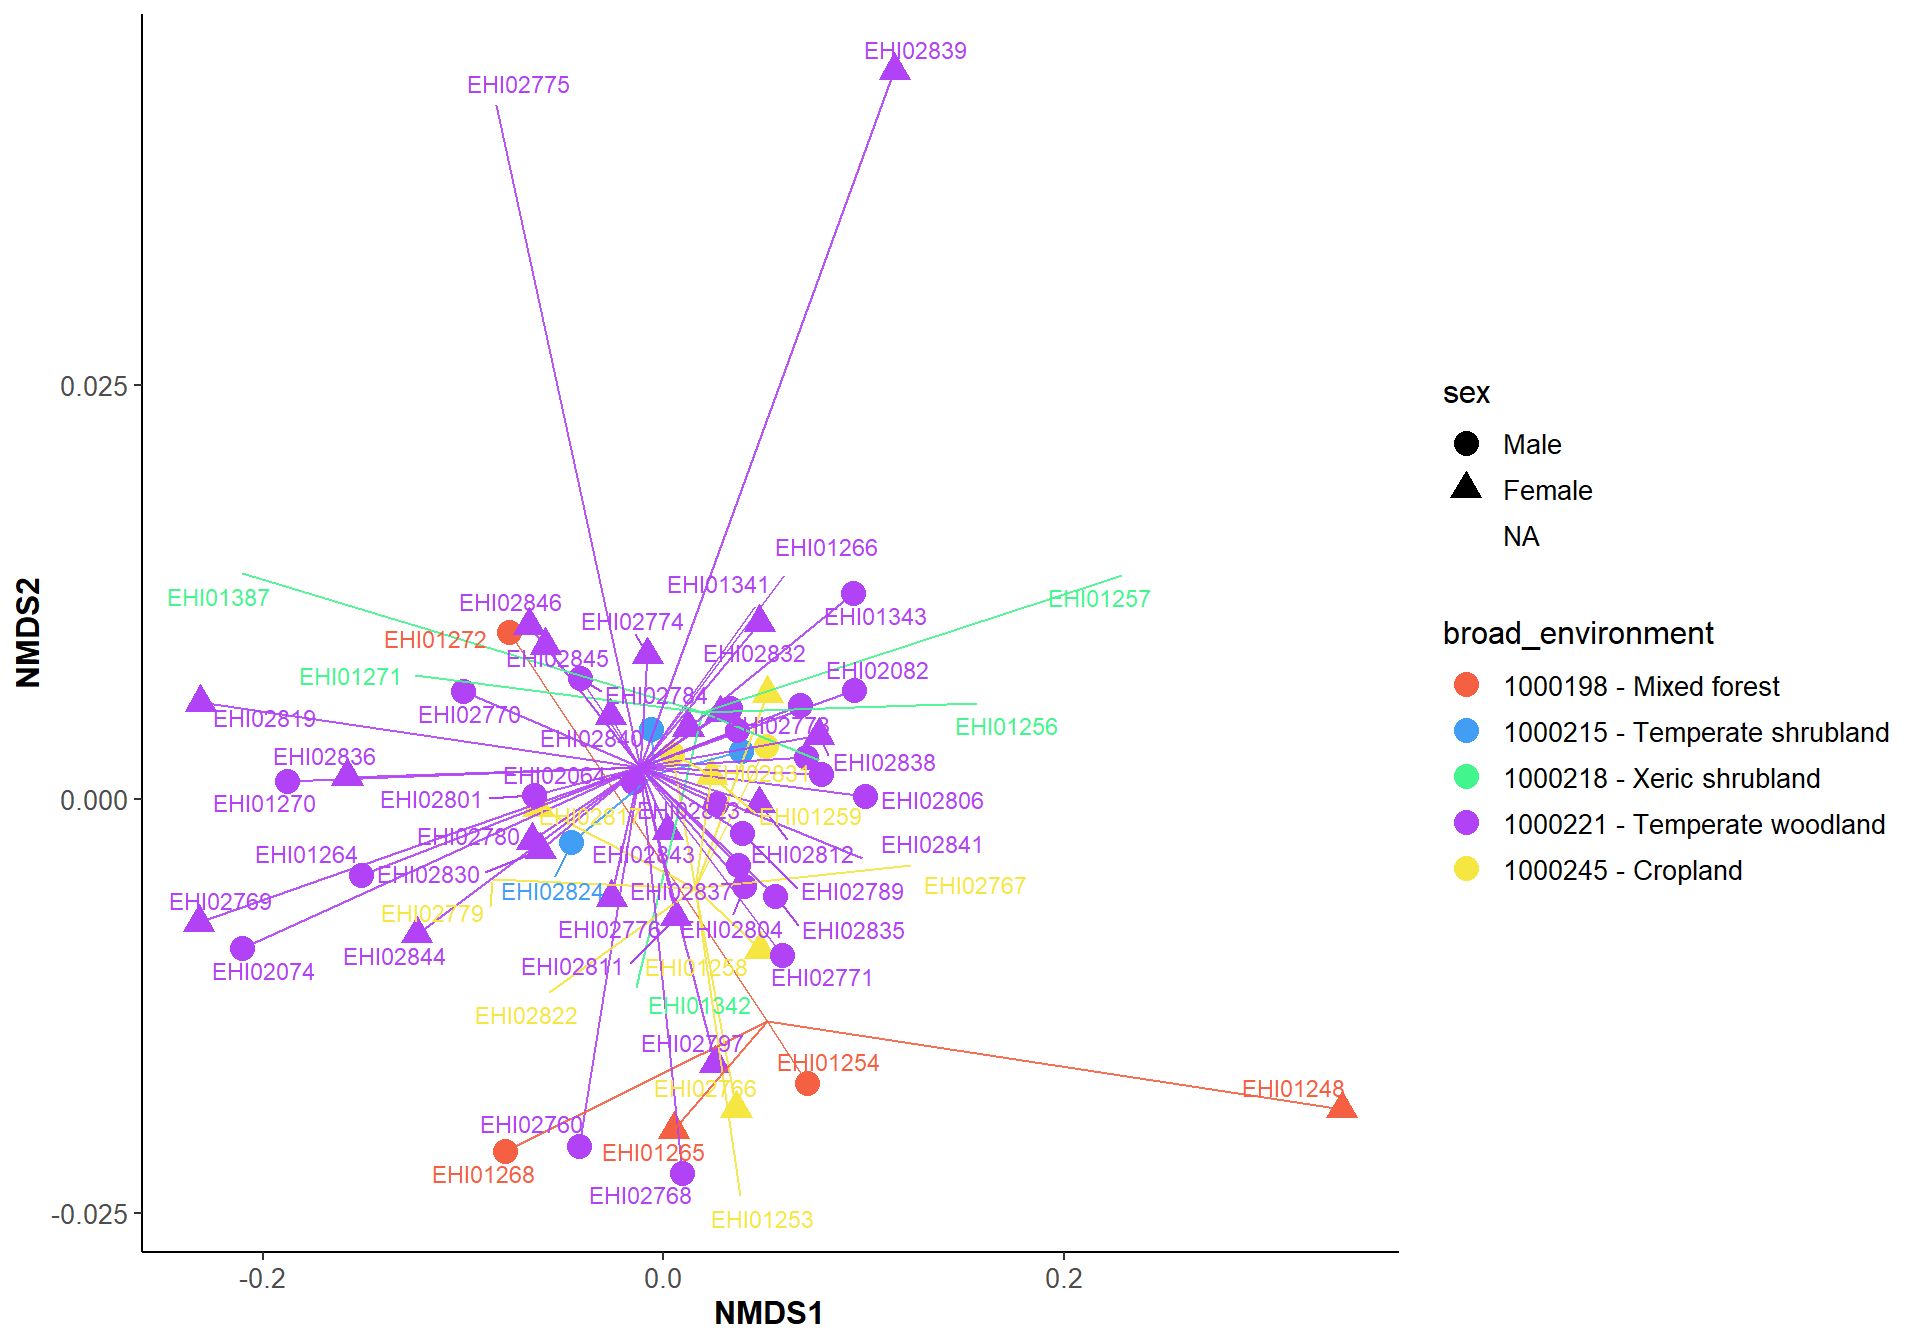 EHI02839
EHI02775
0.025
EHI01266
EHI01341
EHI01387
EHI01257
EHI02846
EHI01343
EHI02774
EHI01272
EHI02832
EHI02845
EHI02082
EHI01271
EHI02784
EHI02770
EHI02819
EHI01256
EHI02773
EHI02840
EHI02836
EHI02838
EHI02064
EHI02831
0.000
EHI01270
EHI02801
EHI02806
EHI02817
EHI01259
EHI02780
EHI02841
EHI01264
EHI02843
EHI02812
EHI02830
EHI02767
EHI02824
EHI02837
EHI02789
EHI02769
EHI02779
EHI02776
EHI02804
EHI02835
EHI02844
EHI02811
EHI01258
EHI02074
EHI02771
EHI01342
EHI02822
EHI02797
EHI01254
EHI02766
EHI01248
EHI02760
EHI01265
EHI01268
EHI02768
EHI01253
-0.025
-0.2
0.0
0.2
NMDS1
NMDS2
sex
Male
Female
NA
broad_environment
1000198 - Mixed forest
1000215 - Temperate shrubland
1000218 - Xeric shrubland
1000221 - Temperate woodland
1000245 - Cropland